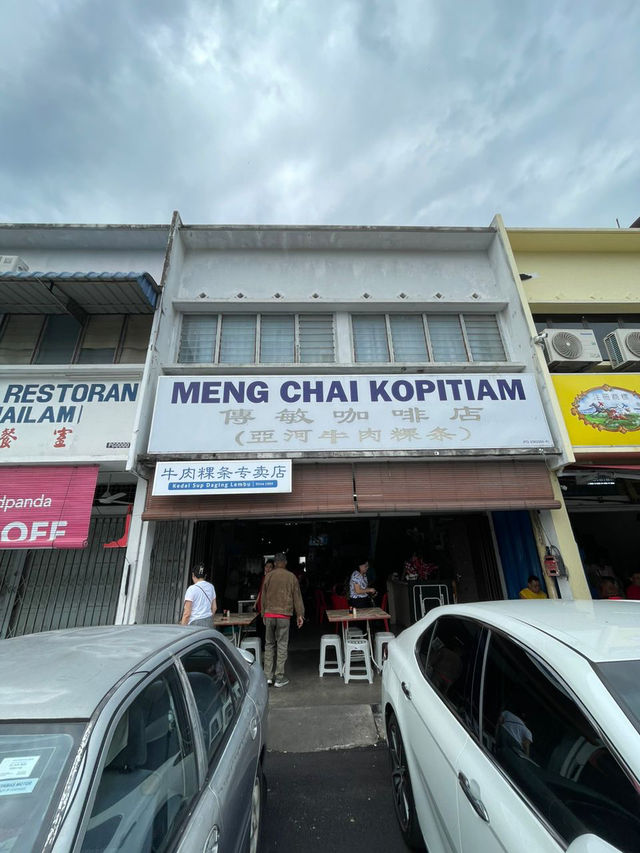 MENG CHAI KOPITIAM
傳敏咖啡店
(亞河牛肉粿条)
牛肉粿条专卖店
Kedai Sup Daging Lembu
RESTORAN
AILAM
餐室
dpanda
OFF